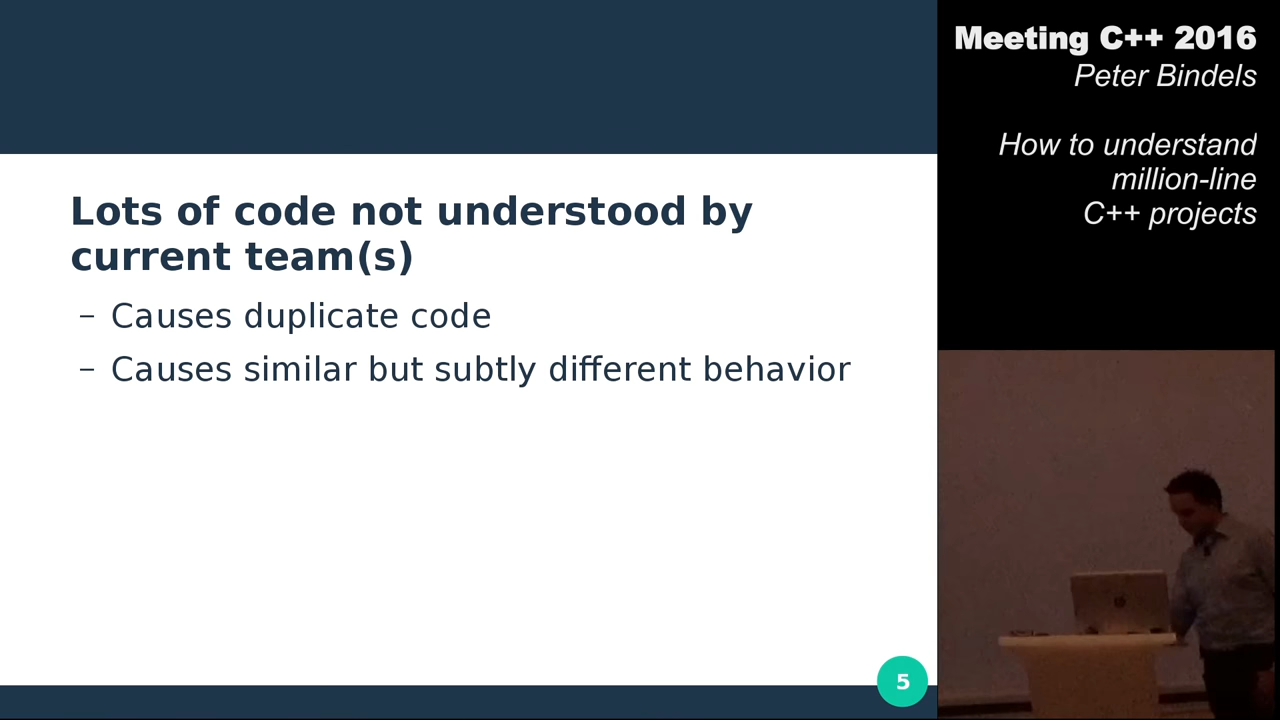 Lots of code not understood by
current team(s)
– Causes duplicate code
– Causes similar but subtly different behavior
5
Meeting C++ 2016
Peter Bindels
How to understand
million-line
C++ projects